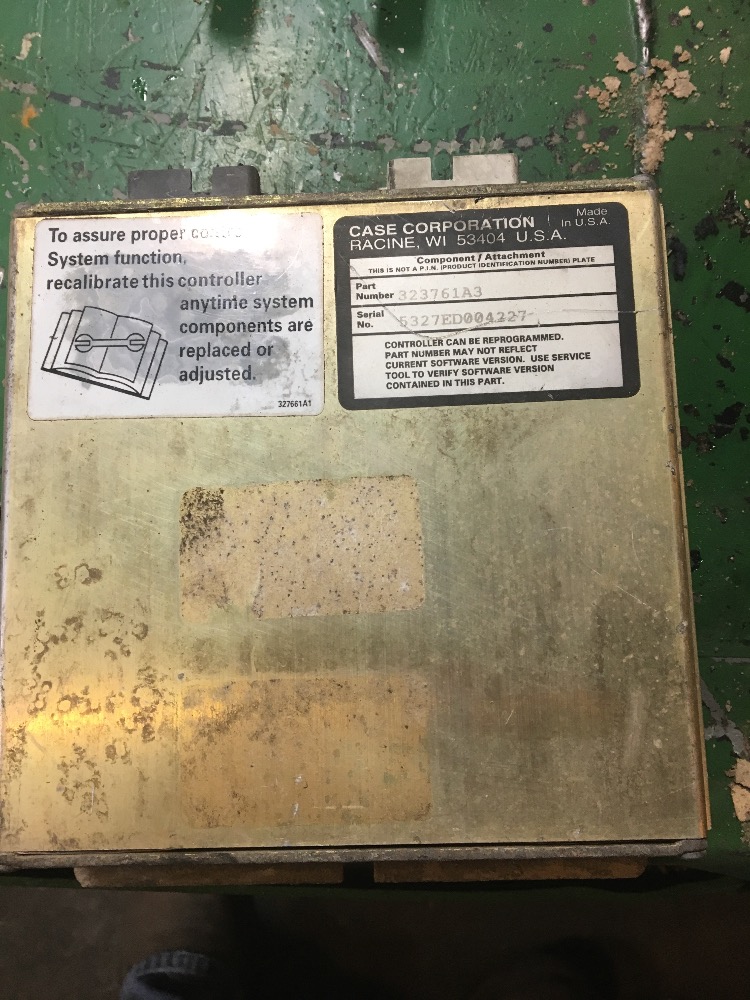 To assure proper
System function,
recalibrate this controller
anytime system
components are
replaced or
adjusted.
327661A1
CASE CORPORATION
Made
In U.S.A.
RACINE, WI 53404 U.S.A.
Component / Attachment
THIS IS NOT A P.I.N. (PRODUCT IDENTIFICATION NUMBER) PLATE
Part
Number 323761A3
Serial
No. 5327ED004227
CONTROLLER CAN BE REPROGRAMMED.
PART NUMBER MAY NOT REFLECT
CURRENT SOFTWARE VERSION. USE SERVICE
TOOL TO VERIFY SOFTWARE VERSION
CONTAINED IN THIS PART.